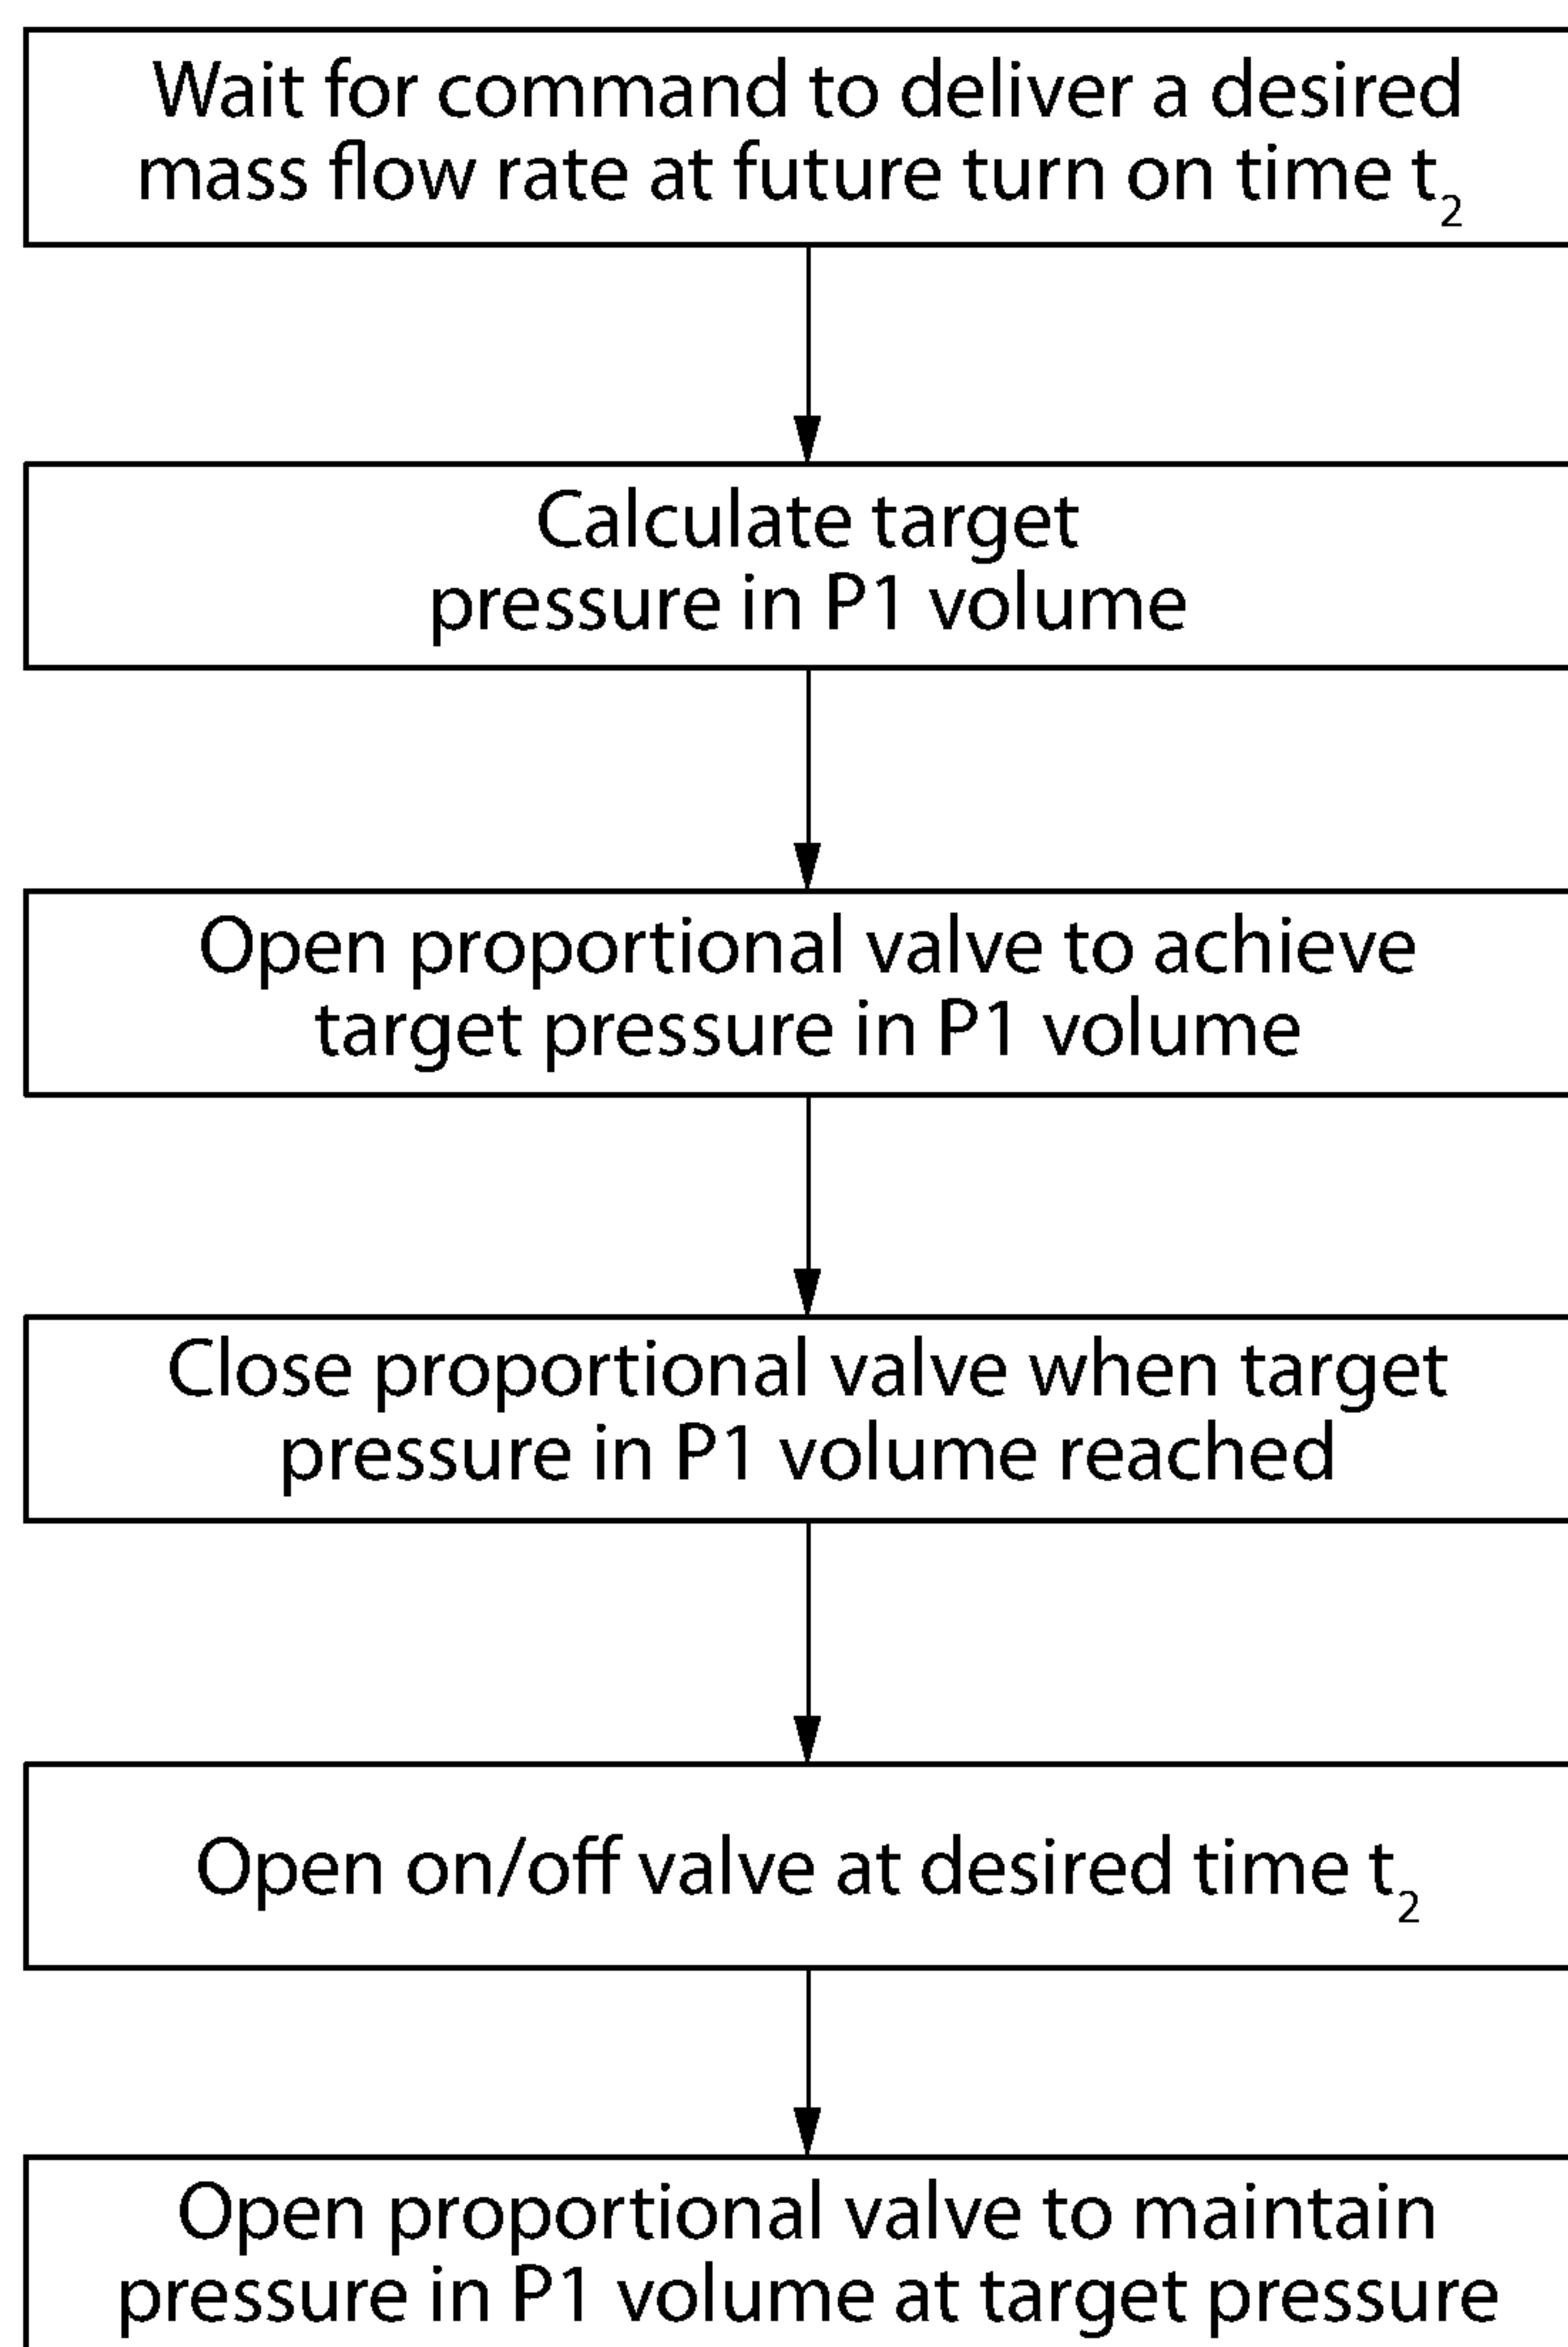 Wait for command to deliver a desired
mass flow rate at future turn on time t₂
Calculate target
pressure in P1 volume
Open proportional valve to achieve
target pressure in P1 volume
Close proportional valve when target
pressure in P1 volume reached
Open on/off valve at desired time t₂
Open proportional valve to maintain
pressure in P1 volume at target pressure